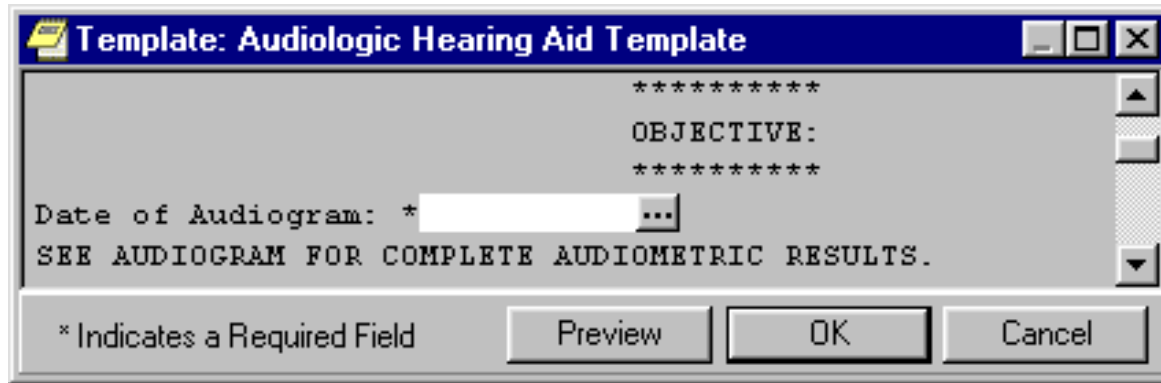 Template: Audiologic Hearing Aid Template
**********
OBJECTIVE:
**********
Date of Audiogram: * ...
SEE AUDIOGRAM FOR COMPLETE AUDIOMETRIC RESULTS.
* Indicates a Required Field Preview OK Cancel